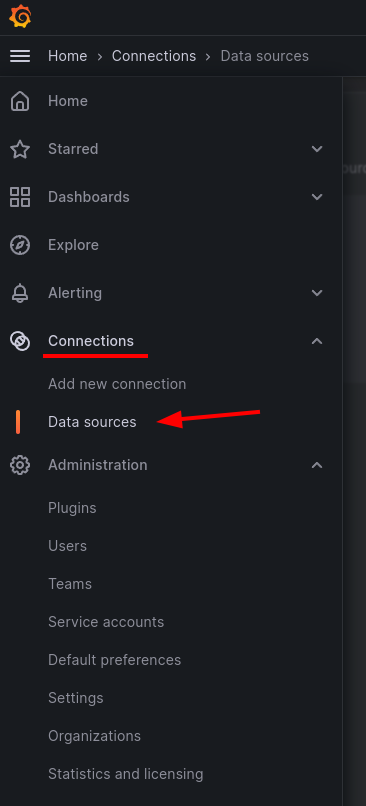 Home › Connections › Data sources
Home
Starred
Dashboards
Explore
Alerting
Connections
Add new connection
Data sources
Administration
Plugins
Users
Teams
Service accounts
Default preferences
Settings
Organizations
Statistics and licensing